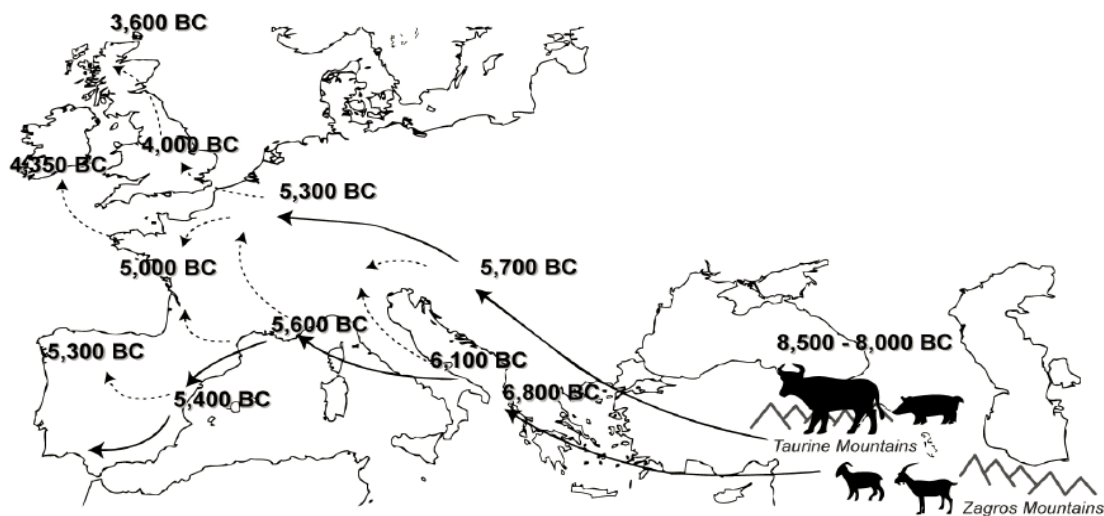 3,600 BC
4,000 BC
4,350 BC
5,300 BC
5,000 BC
5,700 BC
5,600 BC
8,500 - 8,000 BC
5,300 BC
6,100 BC
6,800 BC
5,400 BC
Taurine Mountains
Zagros Mountains